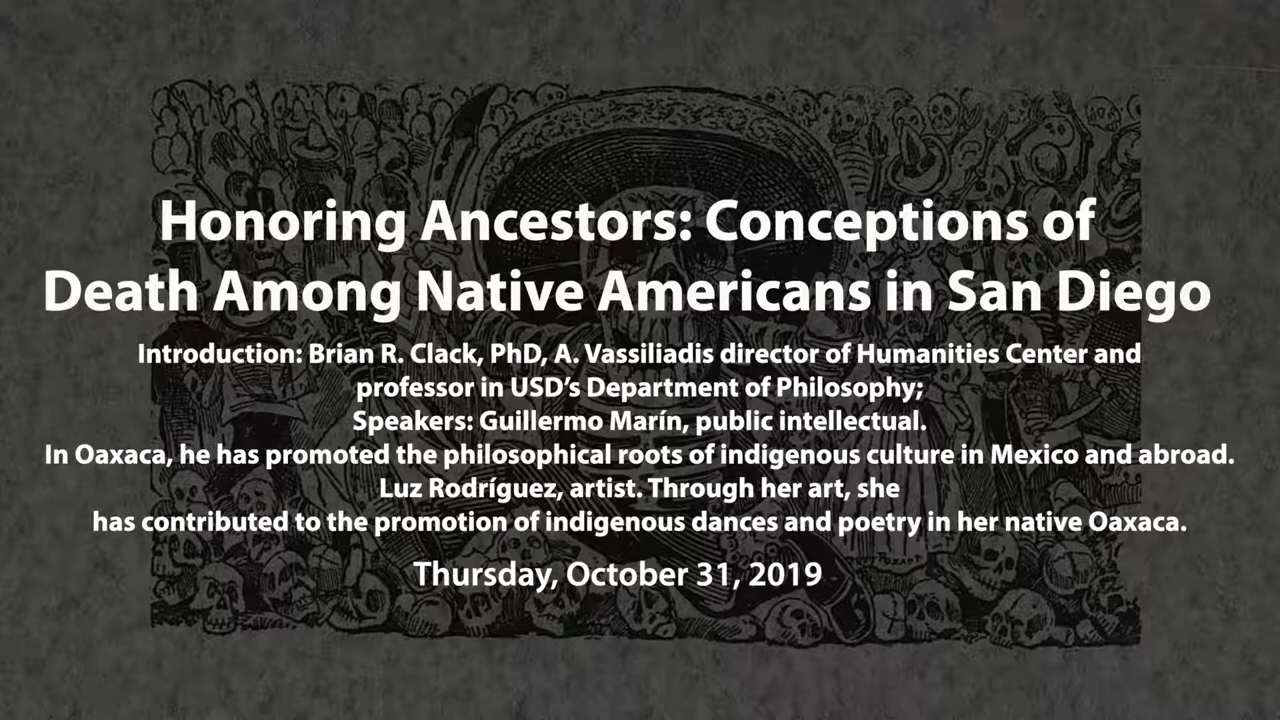 Honoring Ancestors: Conceptions of
Death Among Native Americans in San Diego
Introduction: Brian R. Clack, PhD, A. Vassiliadis director of Humanities Center and
professor in USD’s Department of Philosophy;
Speakers: Guillermo Marín, public intellectual.
In Oaxaca, he has promoted the philosophical roots of indigenous culture in Mexico and abroad.
Luz Rodríguez, artist. Through her art, she
has contributed to the promotion of indigenous dances and poetry in her native Oaxaca.
Thursday, October 31, 2019